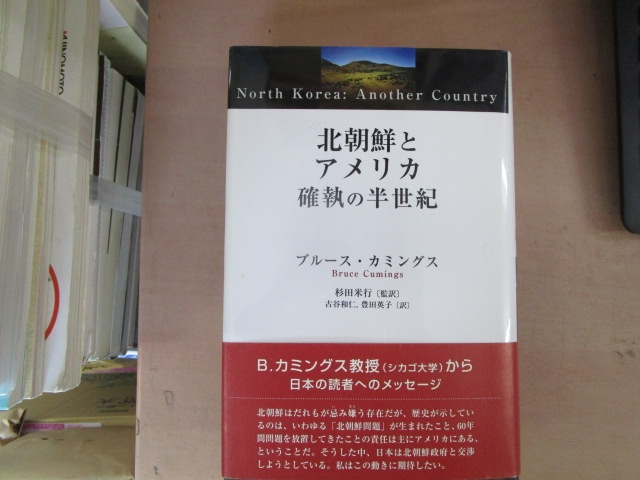 MINOMOTO
North Korea: Another Country
北朝鮮と
アメリカ
確執の半世紀
ブルース・カミングス
Bruce Cumings
杉田米行〔監訳〕
古谷和仁、豊田英子〔訳〕
B.カミングス教授（シカゴ大学）から
日本の読者へのメッセージ
北朝鮮はだれもが忌み嫌う存在だが、歴史が示してい
るのは、いわゆる「北朝鮮問題」が生まれたこと、60年
間問題を放置してきたことの責任は主にアメリカにある、
ということだ。そうした中、日本は北朝鮮政府と交渉
しようとしている。私はこの動きに期待したい。